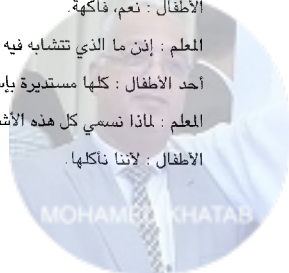 الأطفال : نعم، فاكهة.
المعلم : إذن ما الذي تتشابه فيه
أحد الأطفال : كلها مستديرة
المعلم : لماذا نسمي كل هذه
الأطفال : لأننا نأكلها.
MOHAMED KHATAB